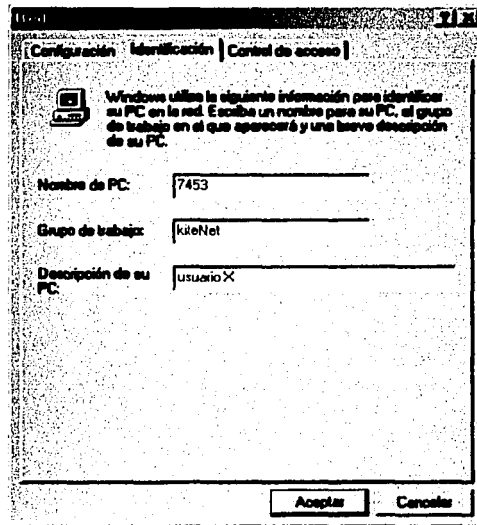 Red
? X
Configuración Identificación Control de acceso
Windows utiliza la siguiente información para identificar
su PC en la red. Escriba un nombre para su PC, el grupo
de trabajo en el que aparecerá y una breve descripción
de su PC.
Nombre de PC: 7453
Grupo de trabajo: kiteNet
Descripción de su usuario X
PC:
Aceptar Cancelar